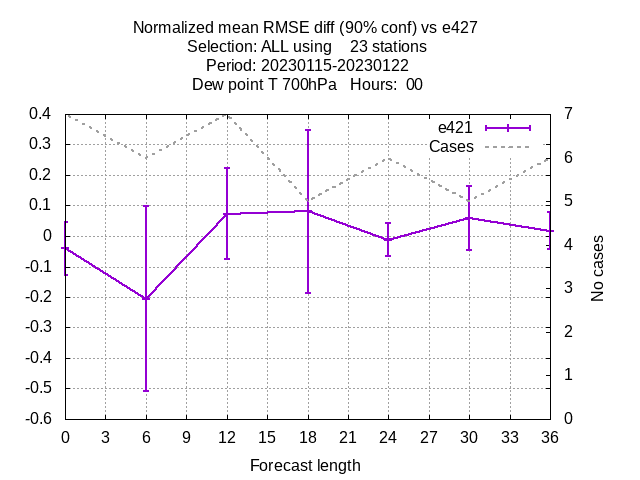 Normalized mean RMSE diff (90% conf) vs e427
Selection: ALL using    23 stations
Period: 20230115-20230122
Dew point T 700hPa   Hours:  00
e421
Cases
0.4
0.3
0.2
0.1
0
-0.1
-0.2
-0.3
-0.4
-0.5
-0.6
7
6
5
4
3
2
1
0
No cases
0 3 6 9 12 15 18 21 24 27 30 33 36
Forecast length